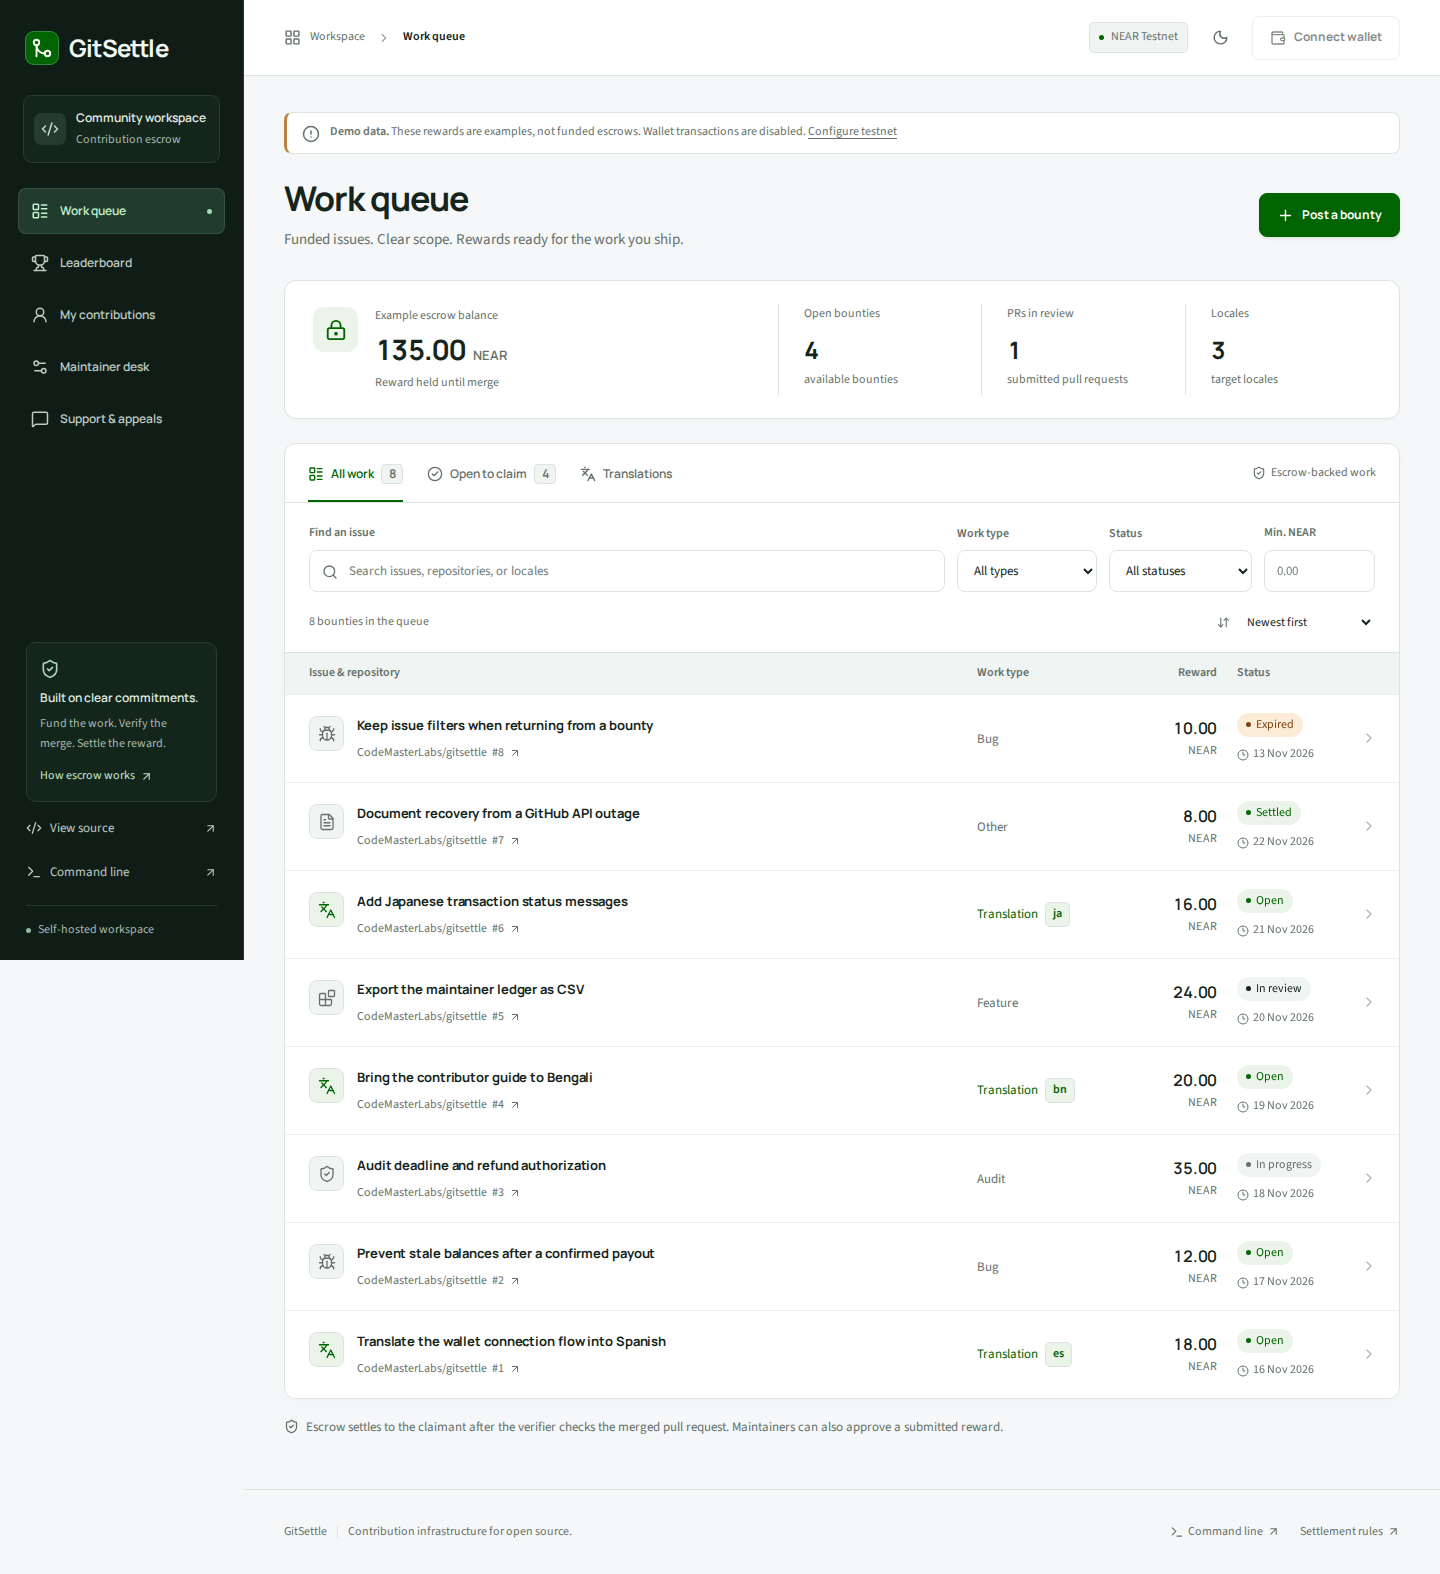 GitSettle
Community workspace
Contribution escrow
Work queue
Leaderboard
My contributions
Maintainer desk
Support & appeals
Built on clear commitments.
Fund the work. Verify the
merge. Settle the reward.
How escrow works
View source
Command line
Self-hosted workspace
Workspace
Work queue
NEAR Testnet
Connect wallet
Demo data. These rewards are examples, not funded escrows. Wallet transactions are disabled. Configure testnet
Work queue
Funded issues. Clear scope. Rewards ready for the work you ship.
Post a bounty
Example escrow balance
135.00 NEAR
Reward held until merge
Open bounties
4
available bounties
PRs in review
1
submitted pull requests
Locales
3
target locales
All work 8
Open to claim 4
Translations
Escrow-backed work
Find an issue
Search issues, repositories, or locales
Work type
All types
Status
All statuses
Min. NEAR
0.00
8 bounties in the queue
Newest first
Issue & repository Work type Reward Status
Keep issue filters when returning from a bounty
CodeMasterLabs/gitsettle #8
Bug
10.00
NEAR
Expired
13 Nov 2026
Document recovery from a GitHub API outage
CodeMasterLabs/gitsettle #7
Other
8.00
NEAR
Settled
22 Nov 2026
Add Japanese transaction status messages
CodeMasterLabs/gitsettle #6
Translation ja
16.00
NEAR
Open
21 Nov 2026
Export the maintainer ledger as CSV
CodeMasterLabs/gitsettle #5
Feature
24.00
NEAR
In review
20 Nov 2026
Bring the contributor guide to Bengali
CodeMasterLabs/gitsettle #4
Translation bn
20.00
NEAR
Open
19 Nov 2026
Audit deadline and refund authorization
CodeMasterLabs/gitsettle #3
Audit
35.00
NEAR
In progress
18 Nov 2026
Prevent stale balances after a confirmed payout
CodeMasterLabs/gitsettle #2
Bug
12.00
NEAR
Open
17 Nov 2026
Translate the wallet connection flow into Spanish
CodeMasterLabs/gitsettle #1
Translation es
18.00
NEAR
Open
16 Nov 2026
Escrow settles to the claimant after the verifier checks the merged pull request. Maintainers can also approve a submitted reward.
GitSettle
Contribution infrastructure for open source.
Command line
Settlement rules